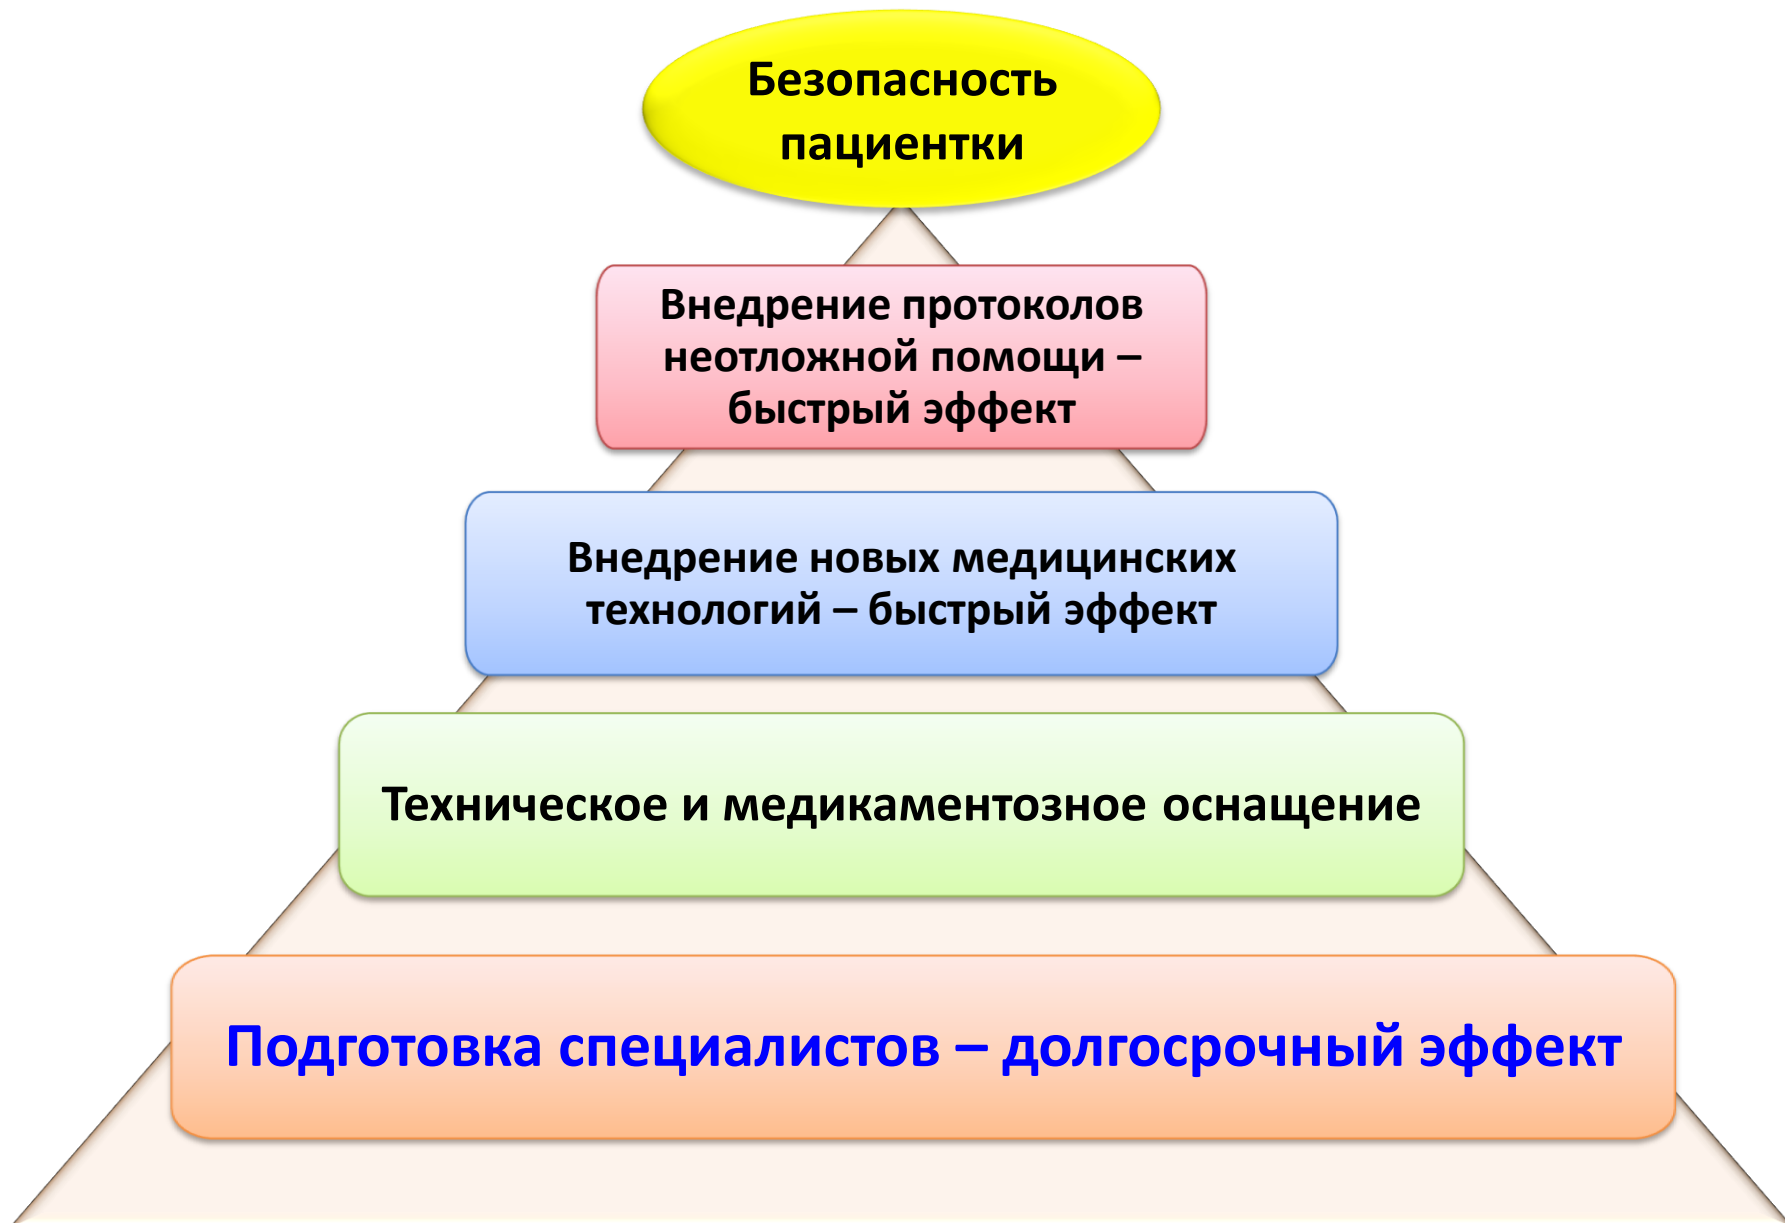 Безопасность
пациентки
Внедрение протоколов
неотложной помощи –
быстрый эффект
Внедрение новых медицинских
технологий – быстрый эффект
Техническое и медикаментозное оснащение
Подготовка специалистов – долгосрочный эффект